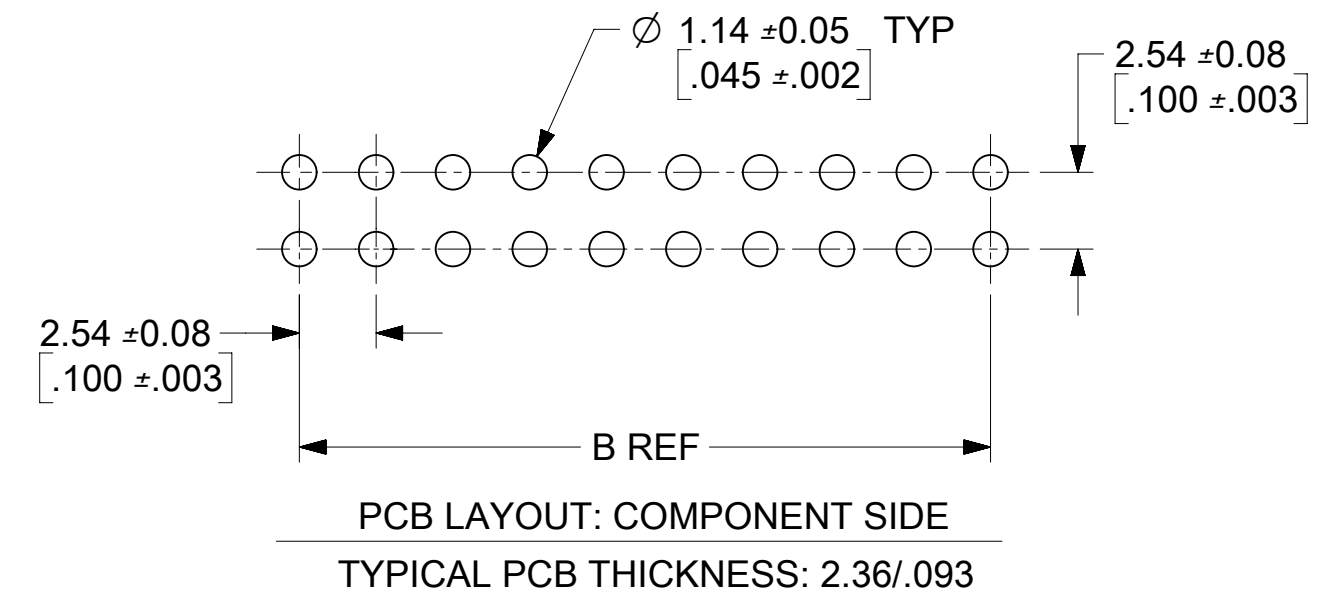 ∅ 1.14 ±0.05 TYP
[.045 ±.002]
2.54 ±0.08
[.100 ±.003]
2.54 ±0.08
[.100 ±.003]
B REF
PCB LAYOUT: COMPONENT SIDE
TYPICAL PCB THICKNESS: 2.36/.093